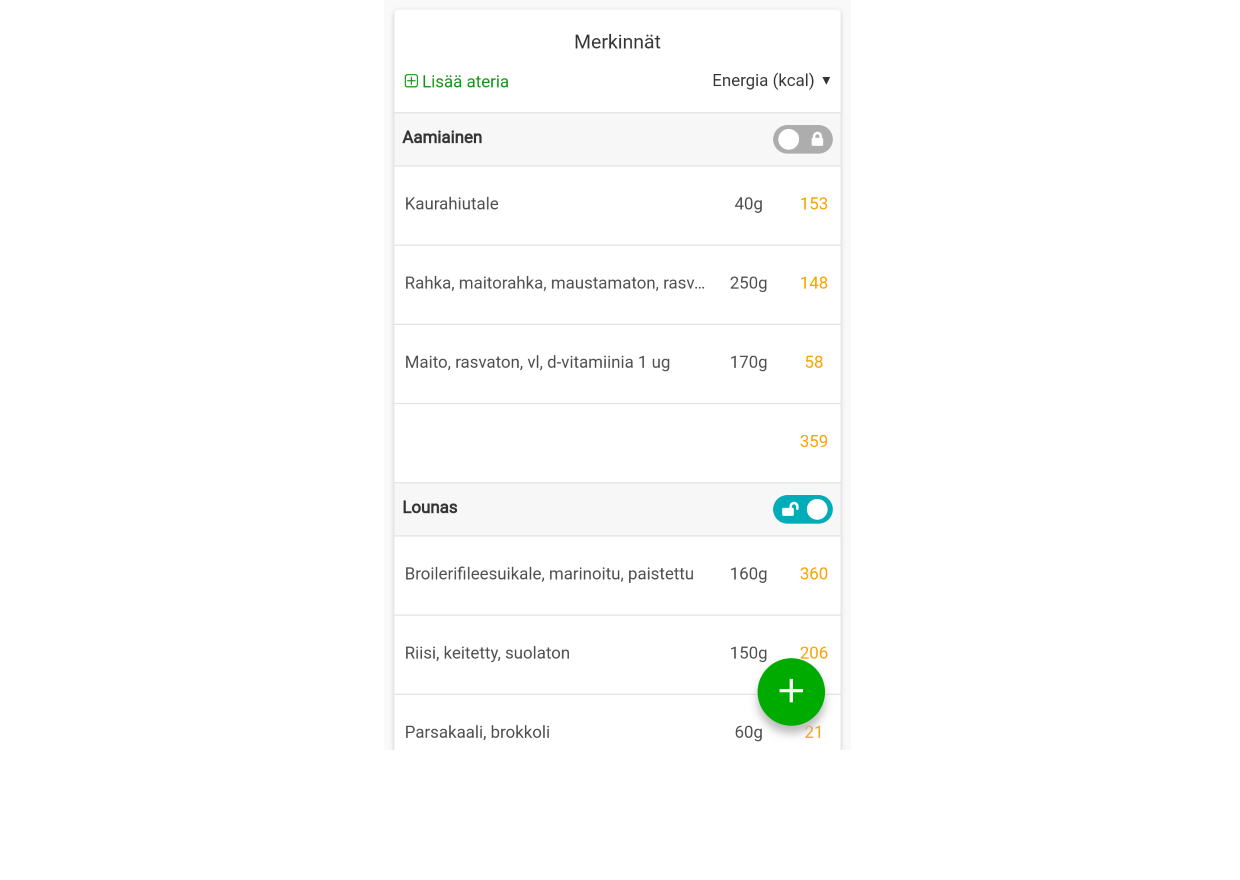 Merkinnät
Lisää ateria
Energia (kcal) ▼
Aamiainen
Kaurahiutale 40g 153
Rahka, maitorahka, maustamaton, rasv... 250g 148
Maito, rasvaton, vl, d-vitamiinia 1 ug 170g 58
359
Lounas
Broilerifileesuikale, marinoitu, paistettu 160g 360
Riisi, keitetty, suolaton 150g 206
Parsakaali, brokkoli 60g 21